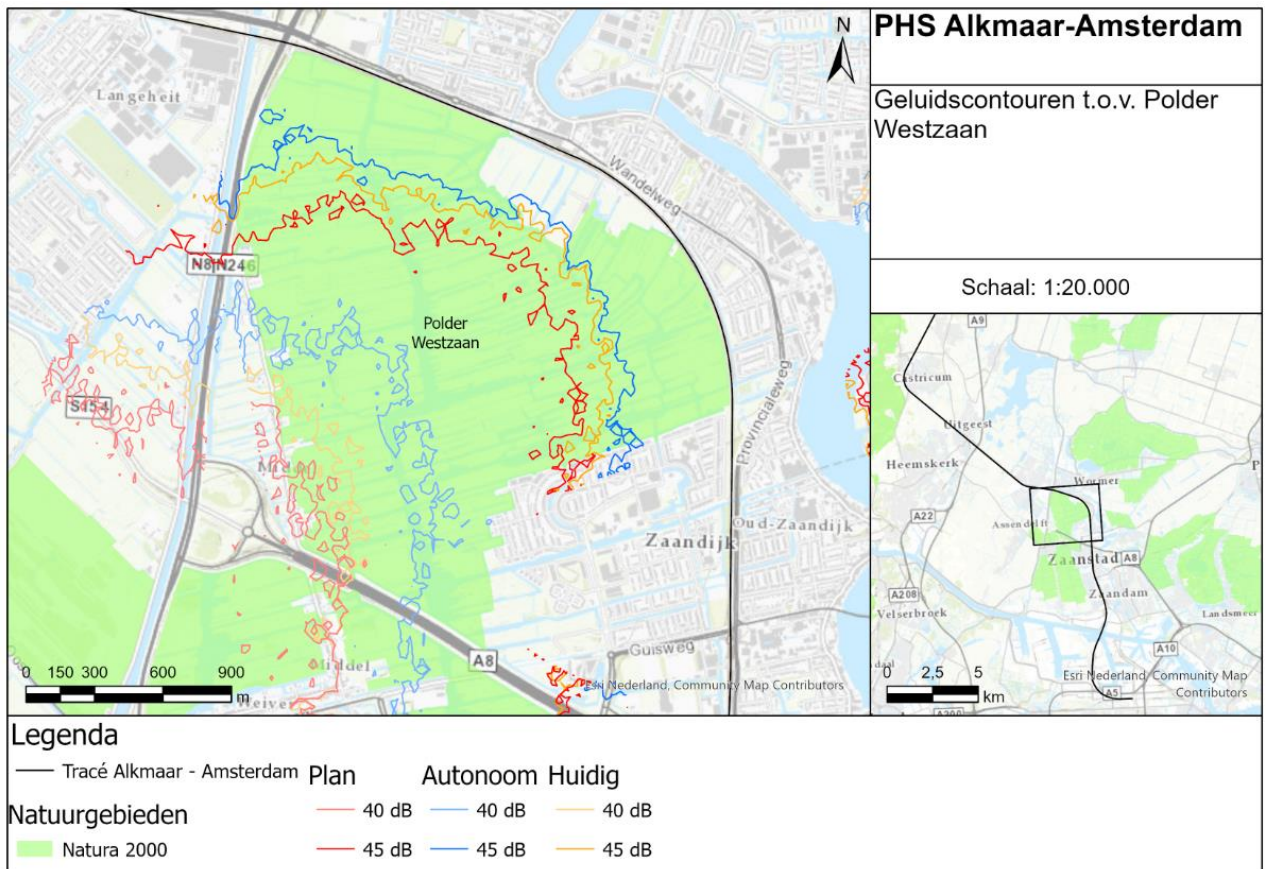 PHS Alkmaar-Amsterdam
Geluidscontouren t.o.v. Polder
Westzaan
Schaal: 1:20.000
N
Langeheit
Wandelweg
N8
N246
Polder
Westzaan
S154
Provincialeweg
Oud-Zaandijk
Zaandijk
Guisweg
A8
Middel
0 150 300 600 900
m
Esri Nederland, Community Map Contributors
A9
Castricum
Uitgeest
Heemskerk
Wormer
A22
Assendelft
Zaanstad
A8
A208
Zaandam
Velserbroek
Landsmeer
A10
0 2,5 5
km
Esri Nederland, Community Map
Contributors
A5
A200
Legenda
Tracé Alkmaar - Amsterdam
Natuurgebieden
Natura 2000
Plan
40 dB
45 dB
Autonoom
40 dB
45 dB
Huidig
40 dB
45 dB